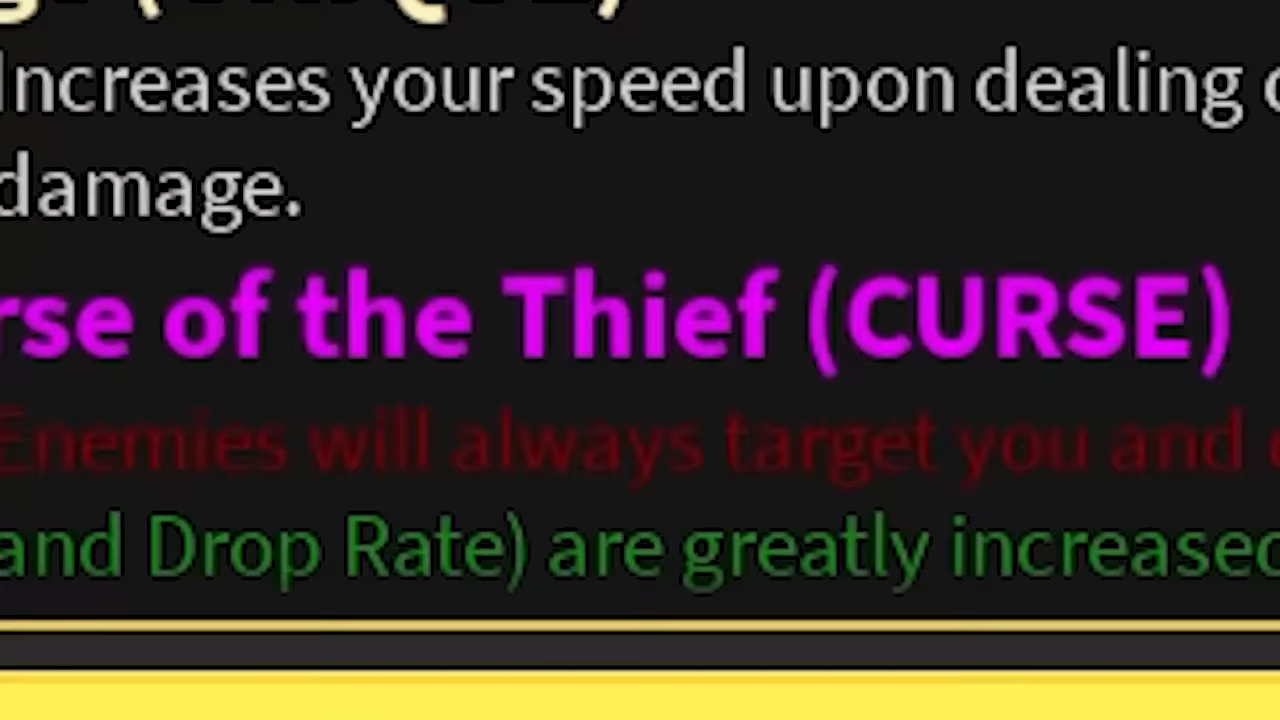 Increases your speed upon dealing
damage.
rse of the Thief (CURSE)
Enemies will always target you and
and Drop Rate) are greatly increased